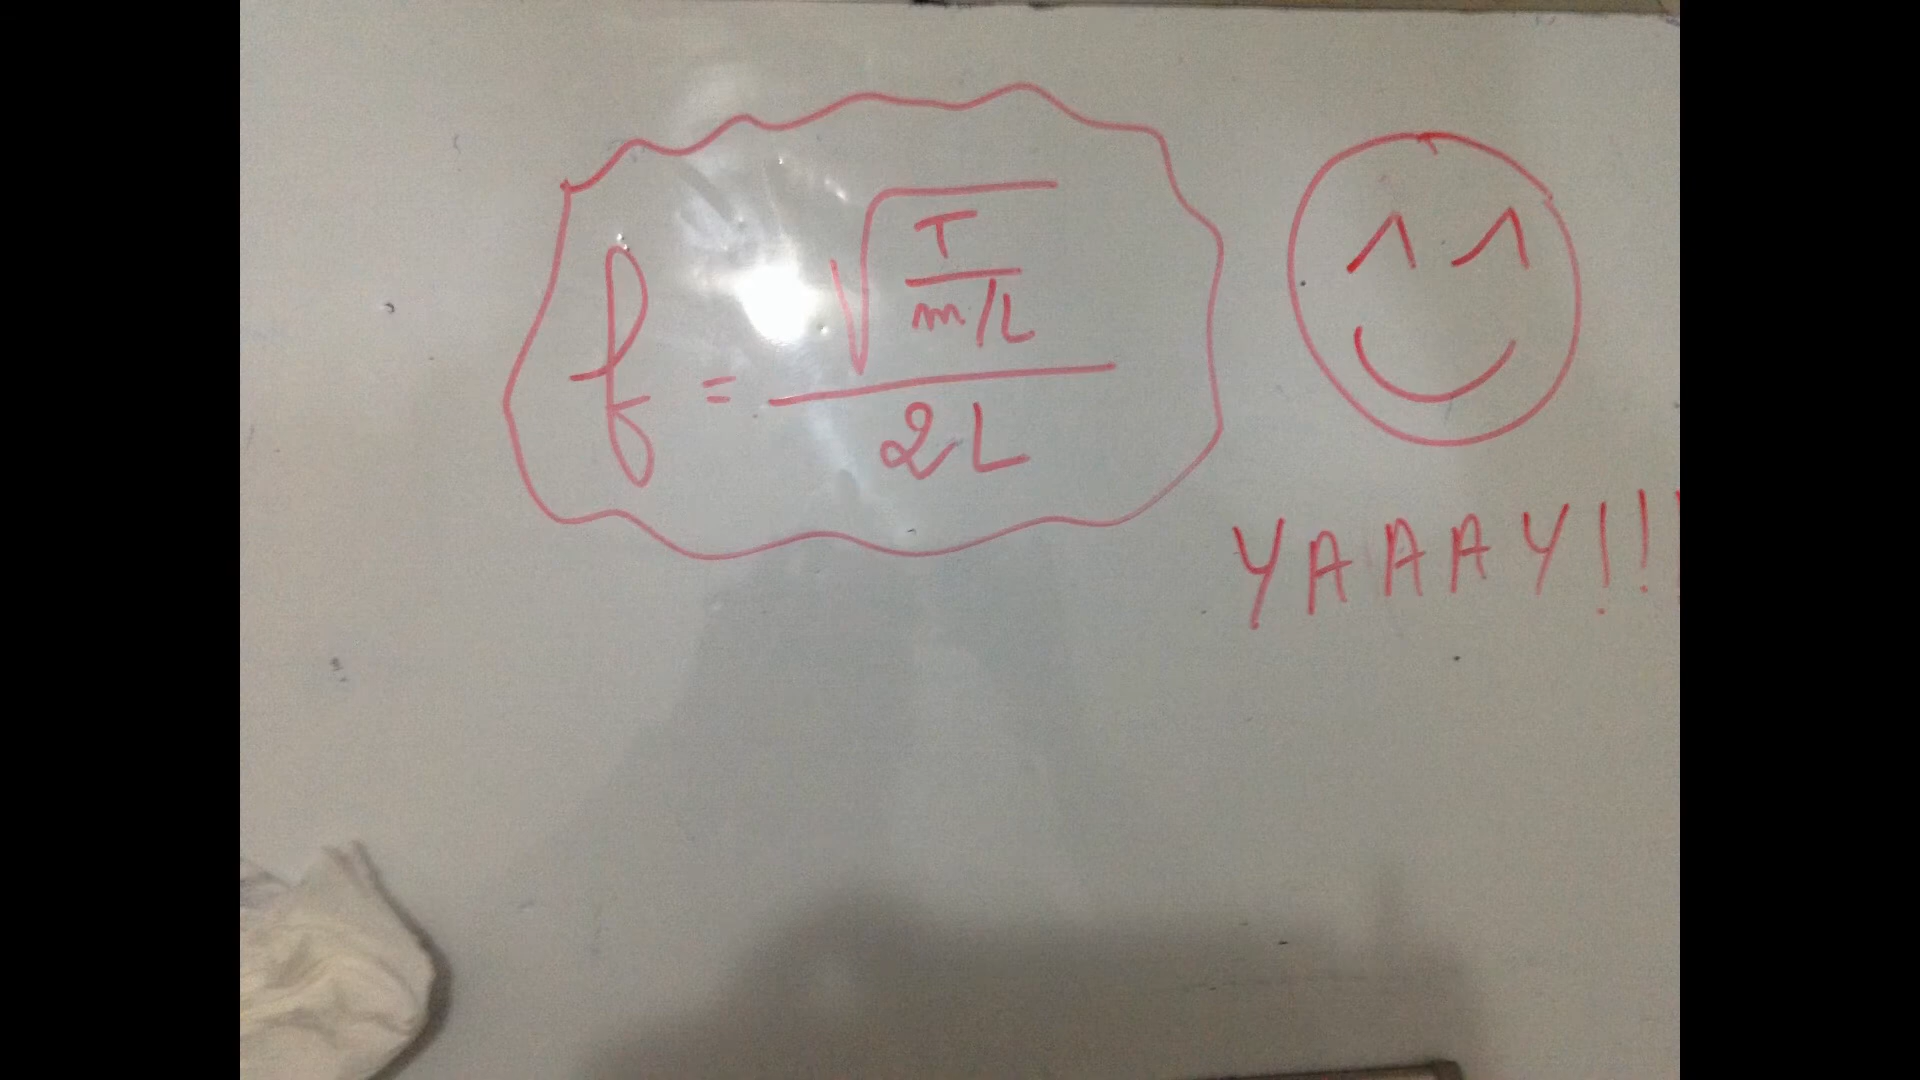 f = √(T/(m/L)) / 2L
YAAAY!!!